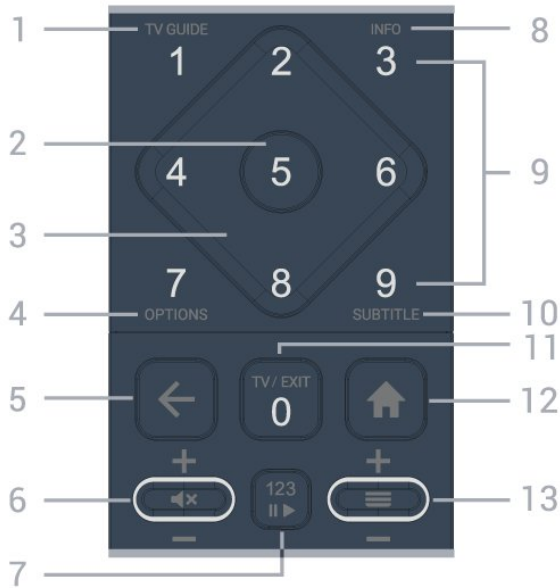 1 TV GUIDE INFO 8
1 2 3
2 4 5 6 9
3
7 8 9
4 OPTIONS SUBTITLE 10
11
TV / EXIT
5 0 12
+ +
6 13
123
− −
7